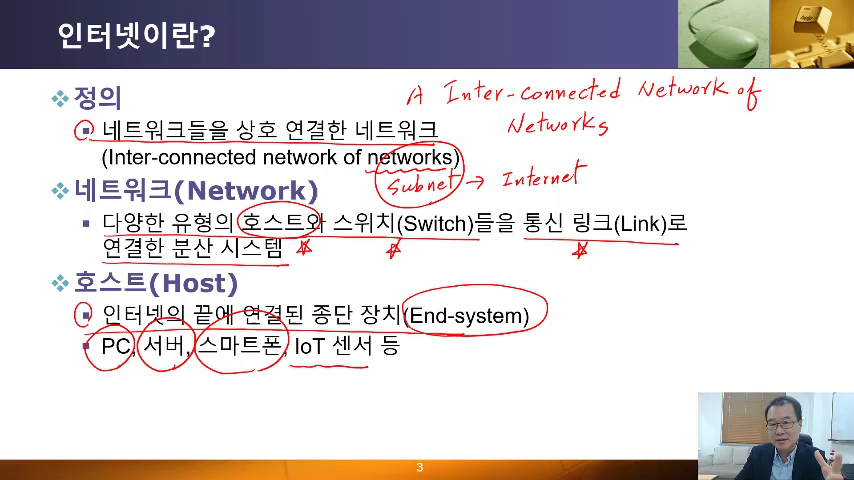 인터넷이란?
정의
A Inter-connected Network of
Networks
네트워크들을 상호 연결한 네트워크
(Inter-connected network of networks)
Subnet → Internet
네트워크(Network)
다양한 유형의 호스트와 스위치(Switch)들을 통신 링크(Link)로
연결한 분산 시스템
호스트(Host)
인터넷의 끝에 연결된 종단 장치(End-system)
PC, 서버, 스마트폰, IoT 센서 등
3